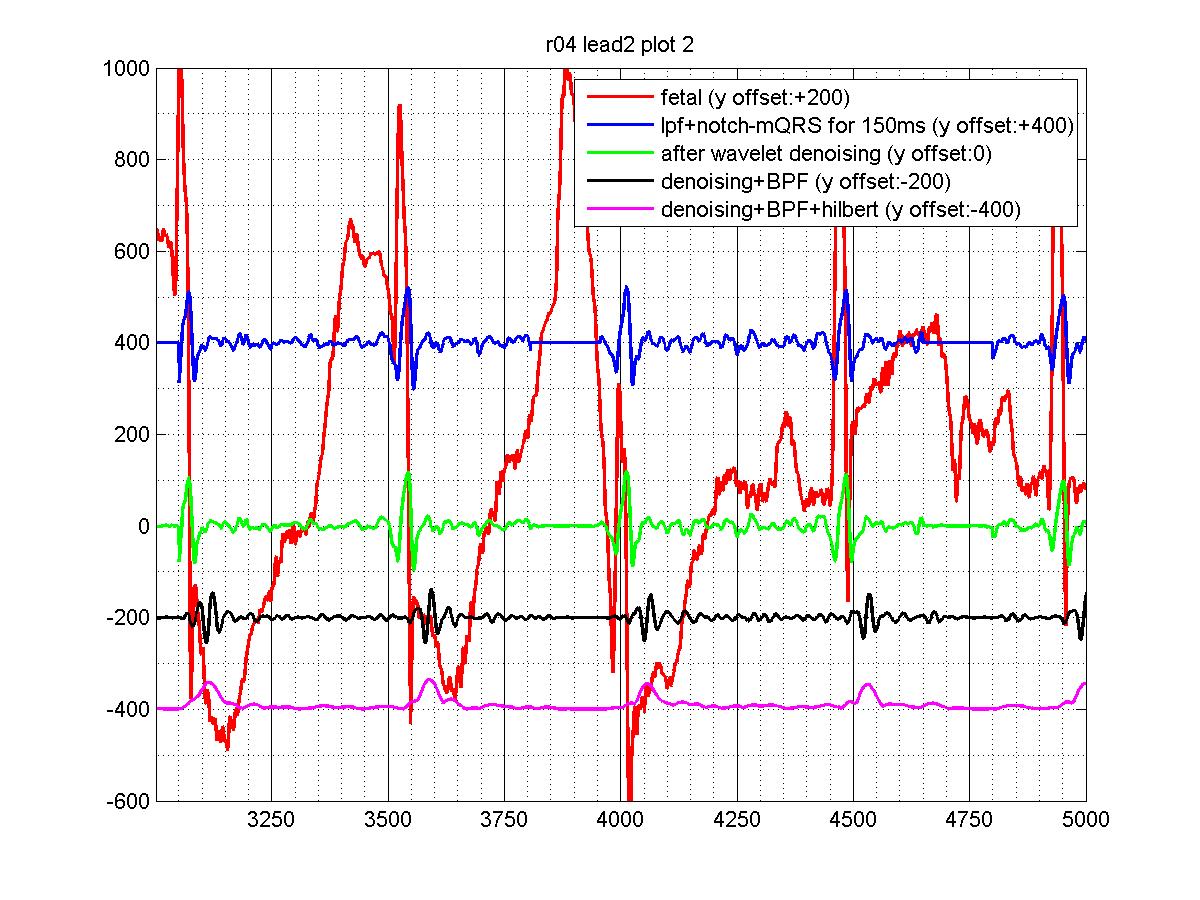 r04 lead2 plot 2
fetal (y offset:+200)
lpf+notch-mQRS for 150ms (y offset:+400)
after wavelet denoising (y offset:0)
denoising+BPF (y offset:-200)
denoising+BPF+hilbert (y offset:-400)
1000
800
600
400
200
0
-200
-400
-600
3250 3500 3750 4000 4250 4500 4750 5000